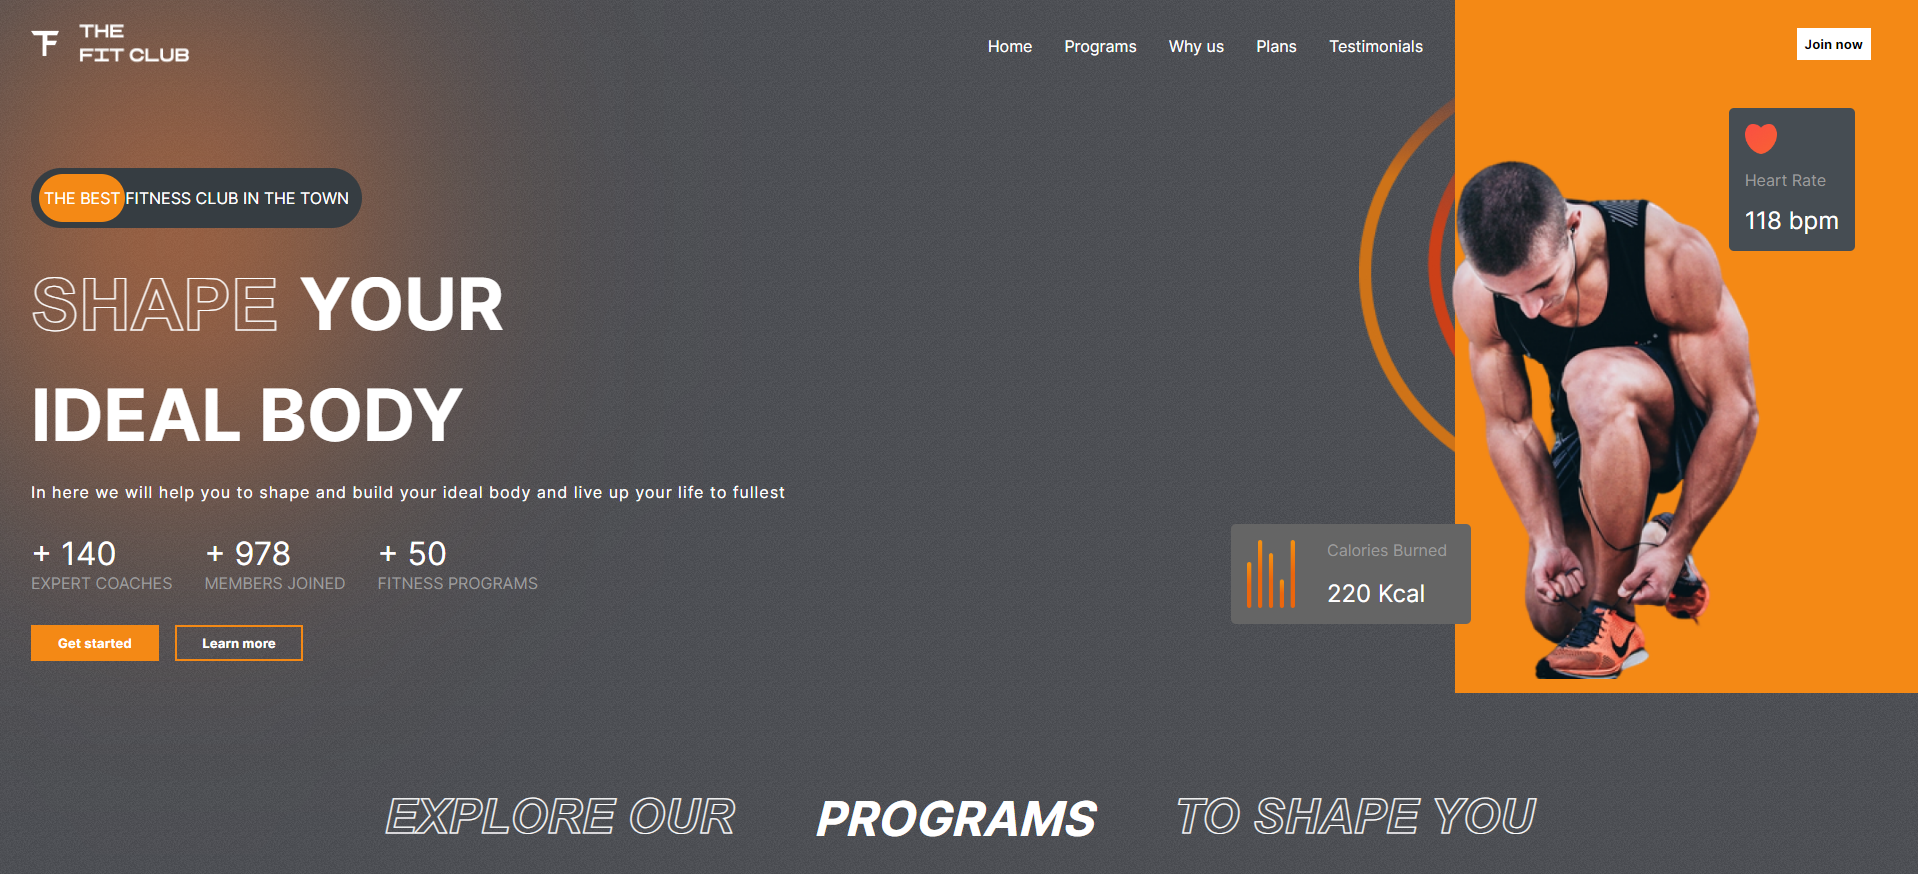 THE
FIT CLUB
Home Programs Why us Plans Testimonials
Join now
THE BEST FITNESS CLUB IN THE TOWN
SHAPE YOUR
IDEAL BODY
In here we will help you to shape and build your ideal body and live up your life to fullest
+ 140
EXPERT COACHES
+ 978
MEMBERS JOINED
+ 50
FITNESS PROGRAMS
Get started
Learn more
Heart Rate
118 bpm
Calories Burned
220 Kcal
EXPLORE OUR PROGRAMS TO SHAPE YOU